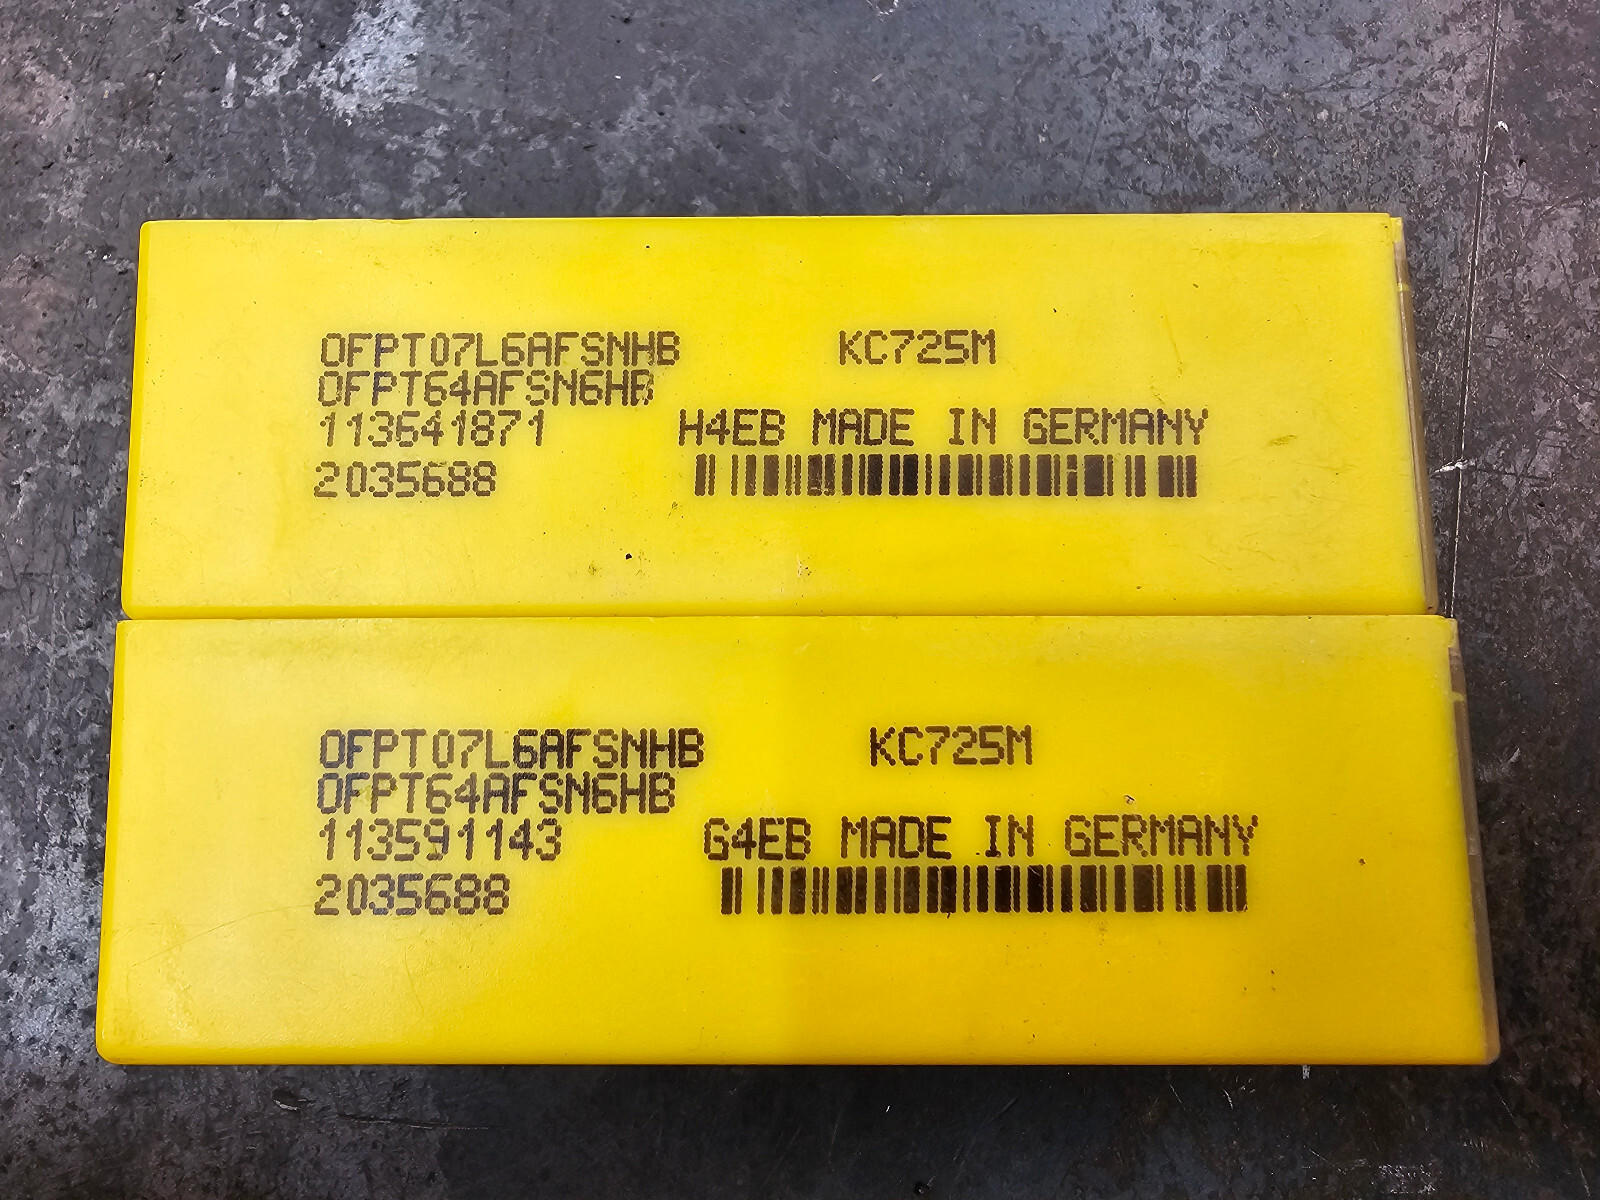 OFPT07L6AFSNHB KC725M
OFPT64AFSN6HB
113641871 H4EB MADE IN GERMANY
2035688
OFPT07L6AFSNHB KC725M
OFPT64AFSN6HB
113591143 G4EB MADE IN GERMANY
2035688